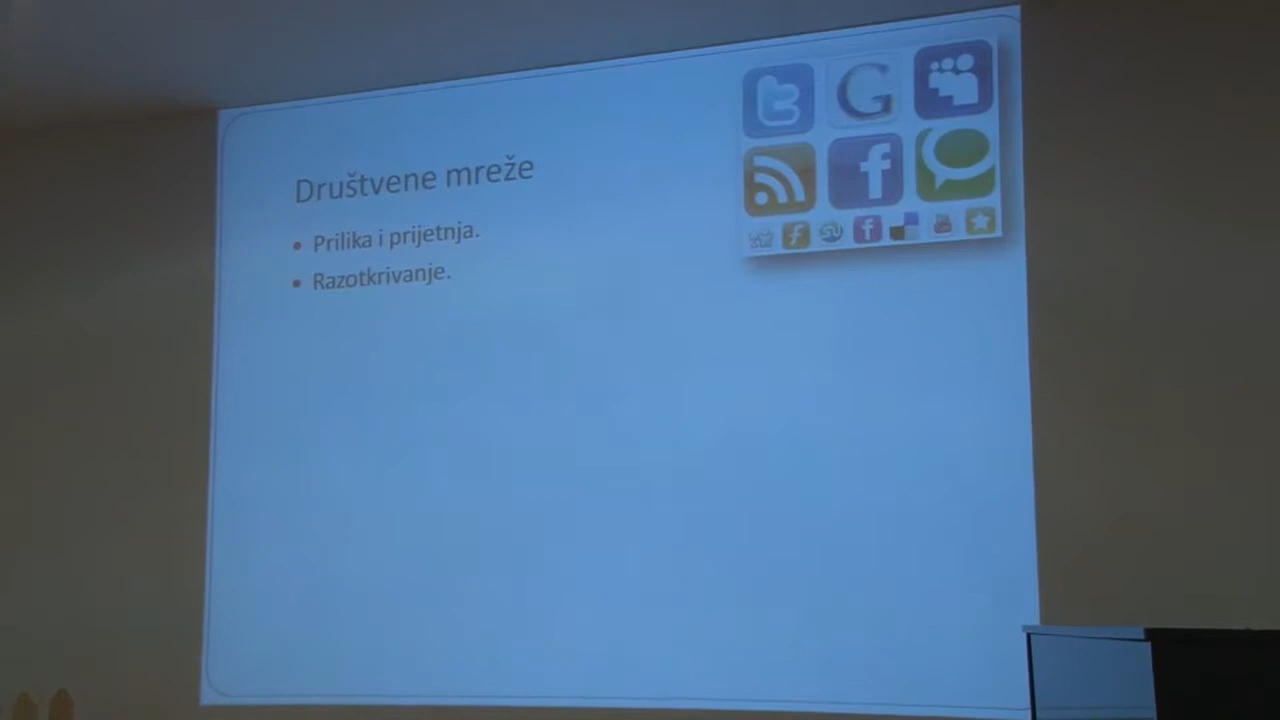 Društvene mreže
• Prilika i prijetnja.
• Razotkrivanje.